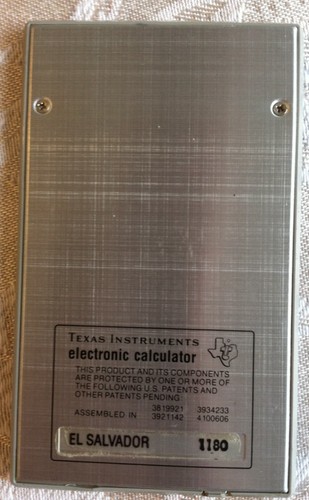 TEXAS INSTRUMENTS
electronic calculator
THIS PRODUCT AND ITS COMPONENTS
ARE PROTECTED BY ONE OR MORE OF
THE FOLLOWING U.S. PATENTS AND
OTHER PATENTS PENDING:
3819921 3934233
ASSEMBLED IN 3921142 4100606
EL SALVADOR 1180